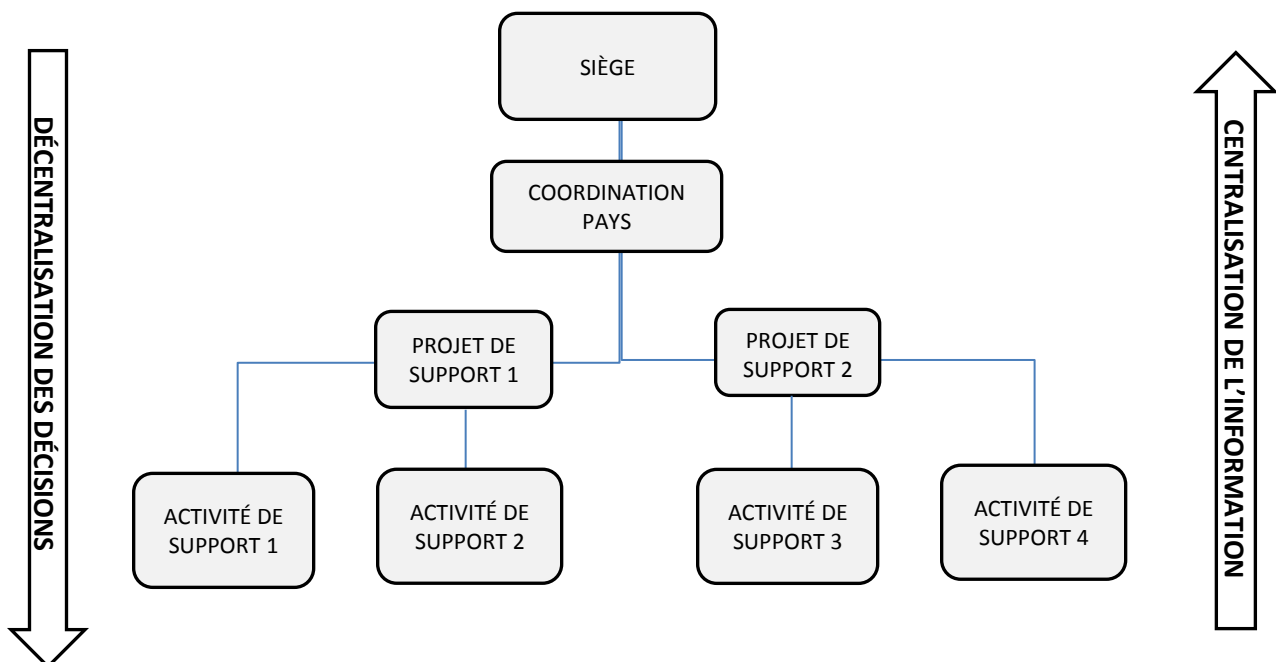 DÉCENTRALISATION DES DÉCISIONS
SIÈGE
COORDINATION
PAYS
PROJET DE
SUPPORT 1
PROJET DE
SUPPORT 2
ACTIVITÉ DE
SUPPORT 1
ACTIVITÉ DE
SUPPORT 2
ACTIVITÉ DE
SUPPORT 3
ACTIVITÉ DE
SUPPORT 4
CENTRALISATION DE L’INFORMATION